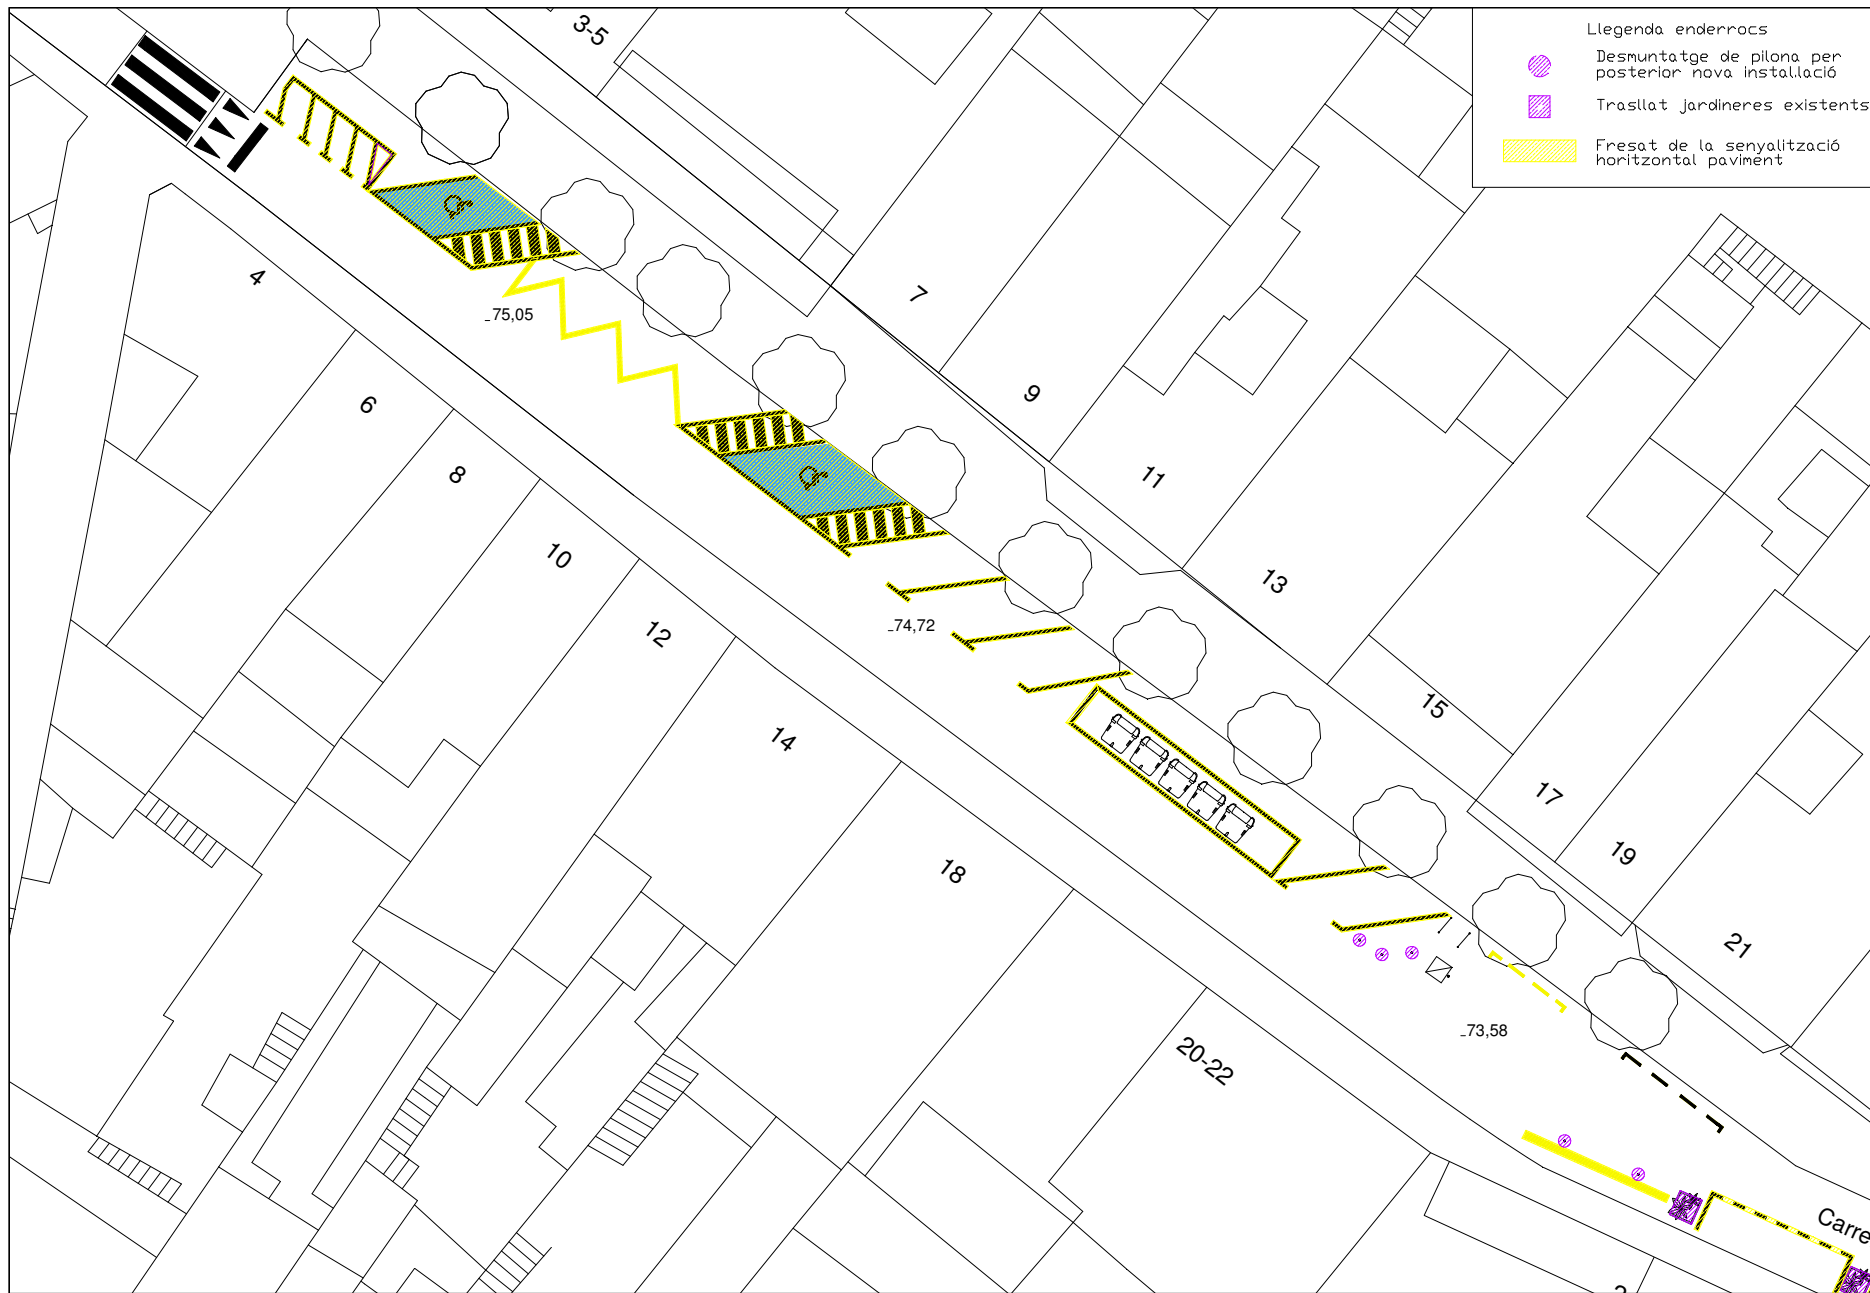 Llegenda enderrocs
Desmuntatge de pilona per
posterior nova instal.lació
Trasllat jardineres existents
Fresat de la senyalització
horitzontal paviment
3-5
4
7
75,05
6
9
8
11
10
13
12
74,72
15
14
17
18
19
21
20-22
73,58
Carre